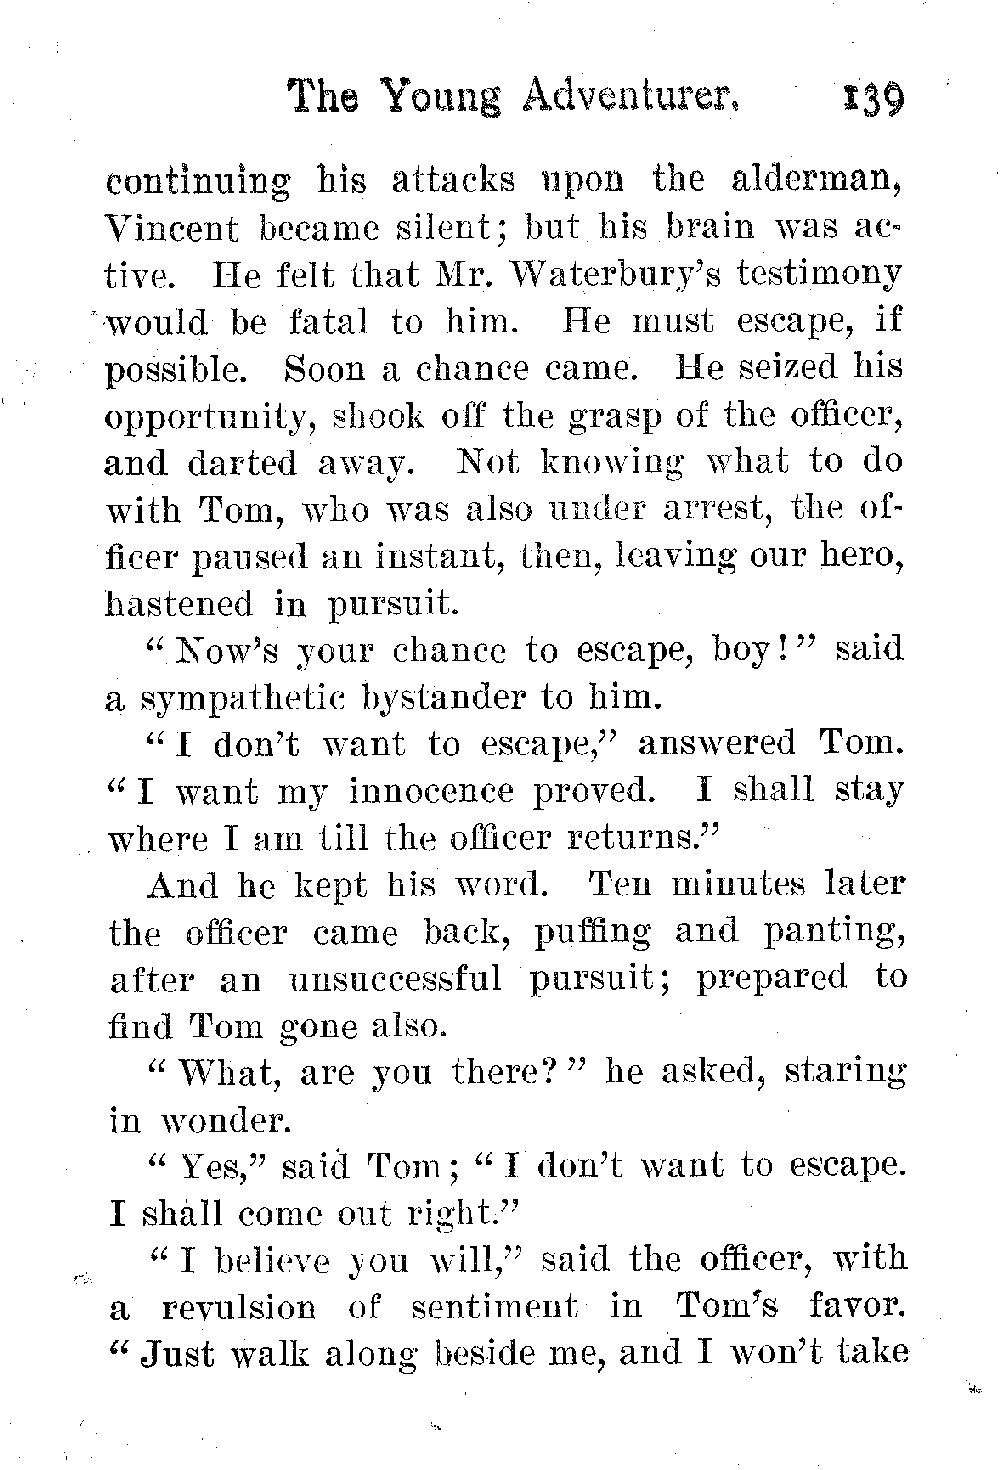 The Young Adventurer. 139
continuing his attacks upon the alderman,
Vincent became silent; but his brain was ac-
tive. He felt that Mr. Waterbury's testimony
would be fatal to him. He must escape, if
possible. Soon a chance came. He seized his
opportunity, shook off the grasp of the officer,
and darted away. Not knowing what to do
with Tom, who was also under arrest, the of-
ficer paused an instant, then, leaving our hero,
hastened in pursuit.
“Now's your chance to escape, boy!” said
a sympathetic bystander to him.
“I don't want to escape,” answered Tom.
“I want my innocence proved. I shall stay
where I am till the officer returns.”
And he kept his word. Ten minutes later
the officer came back, puffing and panting,
after an unsuccessful pursuit; prepared to
find Tom gone also.
“What, are you there?” he asked, staring
in wonder.
“Yes,” said Tom; “I don't want to escape.
I shall come out right.”
“I believe you will,” said the officer, with
a revulsion of sentiment in Tom's favor.
“Just walk along beside me, and I won't take